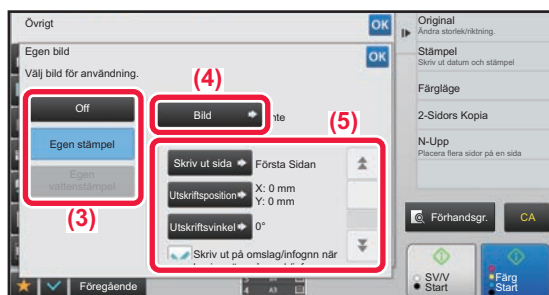 Övrigt
OK
Egen bild
OK
Välj bild för användning.
(4)
Off
Bild
nte
(5)
Egen stämpel
Egen
vattenstämpel
(3)
Skriv ut sida
Första Sidan
Utskriftsposition
X: 0 mm
Y: 0 mm
Utskriftsvinkel
0°
Skriv ut på omslag/infognn när
Föregående
4
A3
Original
Ändra storlek/riktning.
Stämpel
Skriv ut datum och stämpel
Färgläge
2-Sidors Kopia
N-Upp
Placera flera sidor på en sida
Förhandsgr.
CA
SV/V
Start
Färg
Start